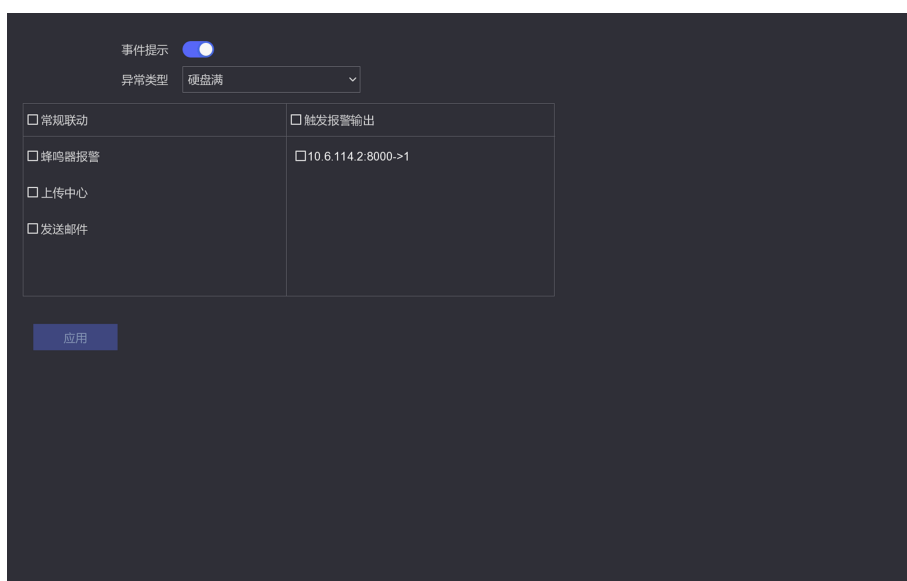 事件提示
异常类型 硬盘满
常规联动 触发报警输出
蜂鸣器报警 10.6.114.2:8000->1
上传中心
发送邮件
应用